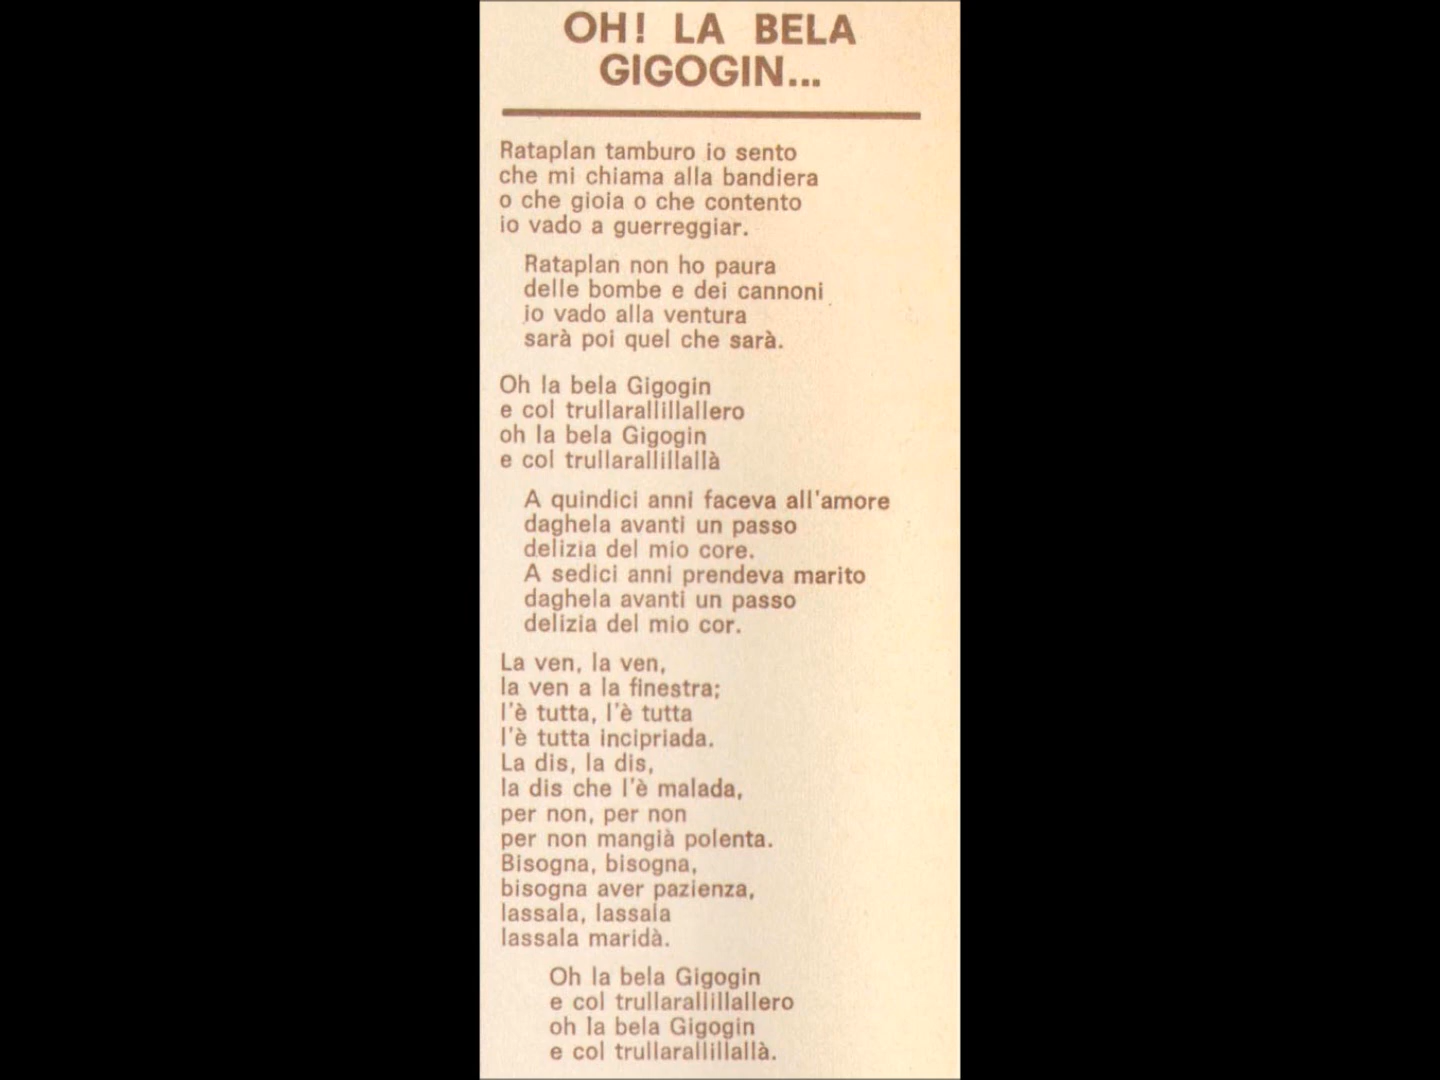 OH! LA BELA
GIGOGIN...
Rataplan tamburo io sento
che mi chiama alla bandiera
o che gioia o che contento
io vado a guerreggiar.
Rataplan non ho paura
delle bombe e dei cannoni
io vado alla ventura
sarà poi quel che sarà.
Oh la bela Gigogin
e col trullarallillallero
oh la bela Gigogin
e col trullarallillallà
A quindici anni faceva all'amore
daghela avanti un passo
delizia del mio core.
A sedici anni prendeva marito
daghela avanti un passo
delizia del mio cor.
La ven, la ven,
la ven a la finestra;
l'è tutta, l'è tutta
l'è tutta incipriada.
La dis, la dis,
la dis che l'è malada,
per non, per non
per non mangià polenta.
Bisogna, bisogna,
bisogna aver pazienza,
lassala, lassala
lassala maridà.
Oh la bela Gigogin
e col trullarallillallero
oh la bela Gigogin
e col trullarallillallà.